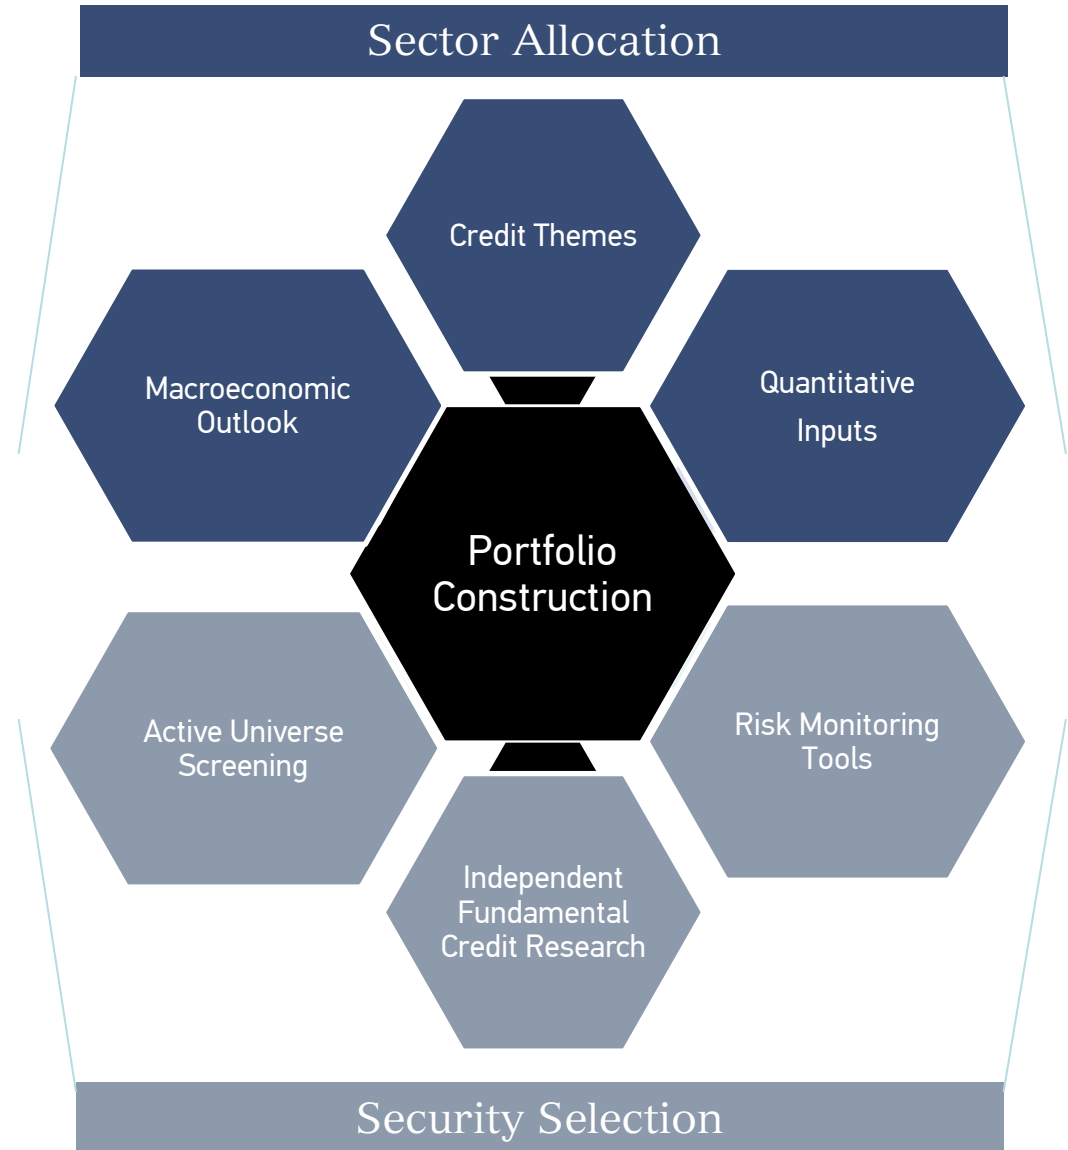 Sector Allocation
Credit Themes
Macroeconomic
Outlook
Quantitative
Inputs
Portfolio
Construction
Active Universe
Screening
Risk Monitoring
Tools
Independent
Fundamental
Credit Research
Security Selection